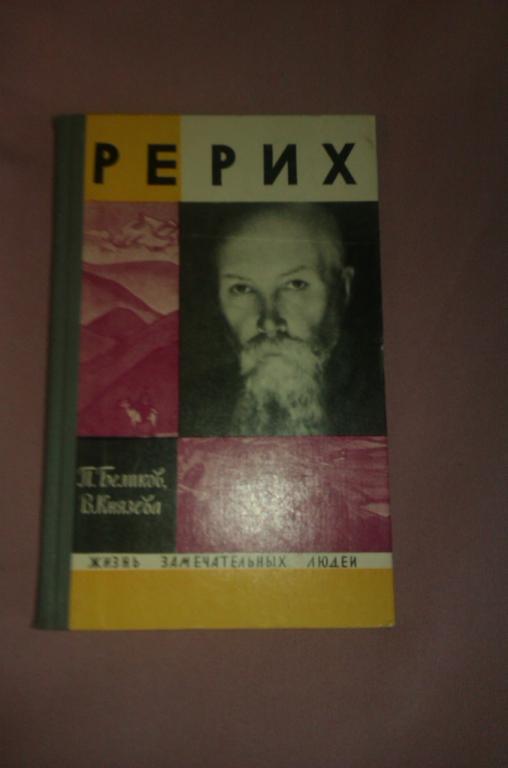 РЕРИХ
П. Беликов,
В. Князева
ЖИЗНЬ ЗАМЕЧАТЕЛЬНЫХ ЛЮДЕЙ